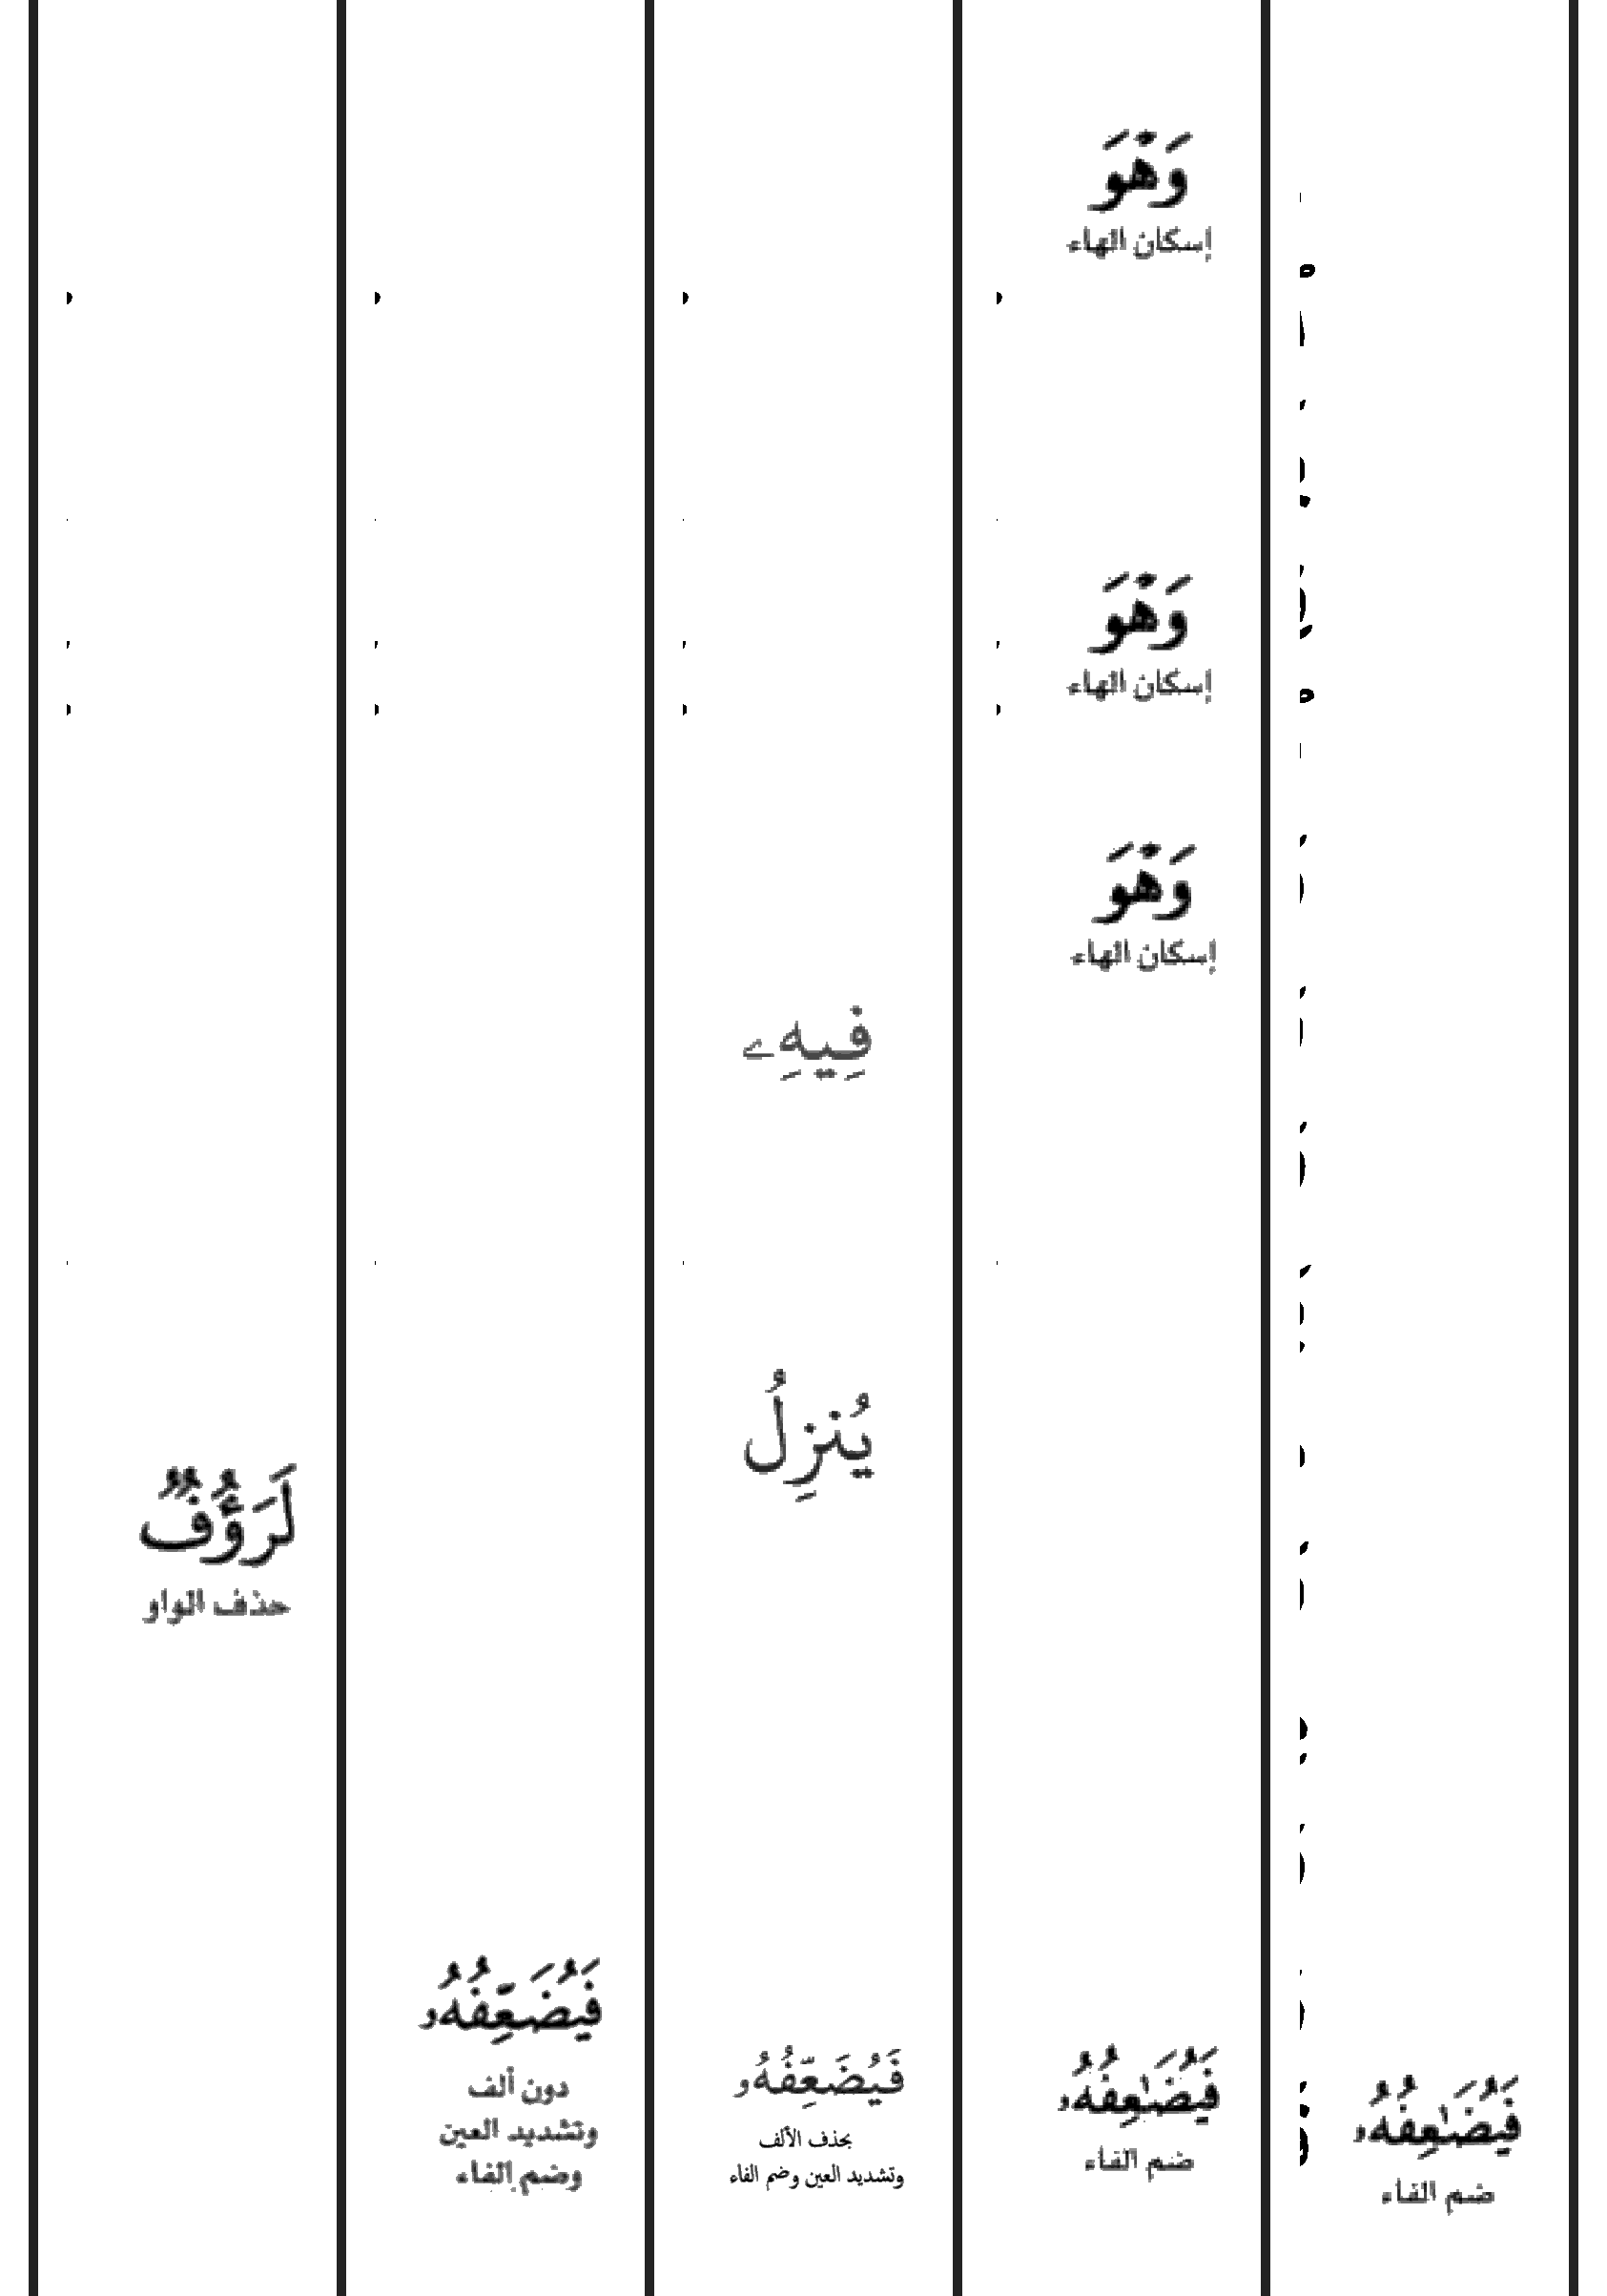 وَهْوَ
إسكان الهاء
وَهْوَ
إسكان الهاء
وَهْوَ
إسكان الهاء
فِيهِۦ
يُنزِلُ
لَرَؤُفٌ
حذف الواو
فَيُضَٰعِفُهُۥ
ضم الفاء
فَيُضَٰعِفُهُۥ
ضم الفاء
فَيُضَعِّفُهُۥ
بحذف الألف
وتشديد العين وضم الفاء
فَيُضَعِّفُهُۥ
دون ألف
وتشديد العين
وضم الفاء